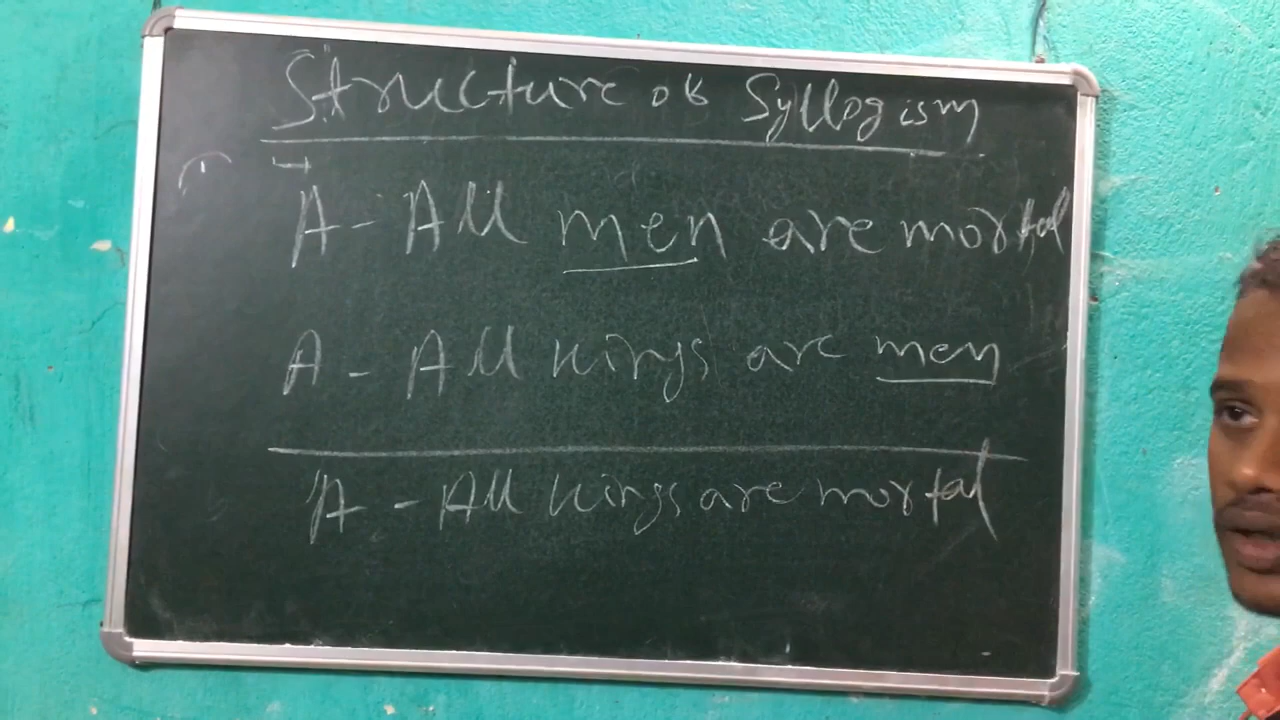 Structure of Syllogism
A - All men are mortal
A - All kings are men
A - All kings are mortal